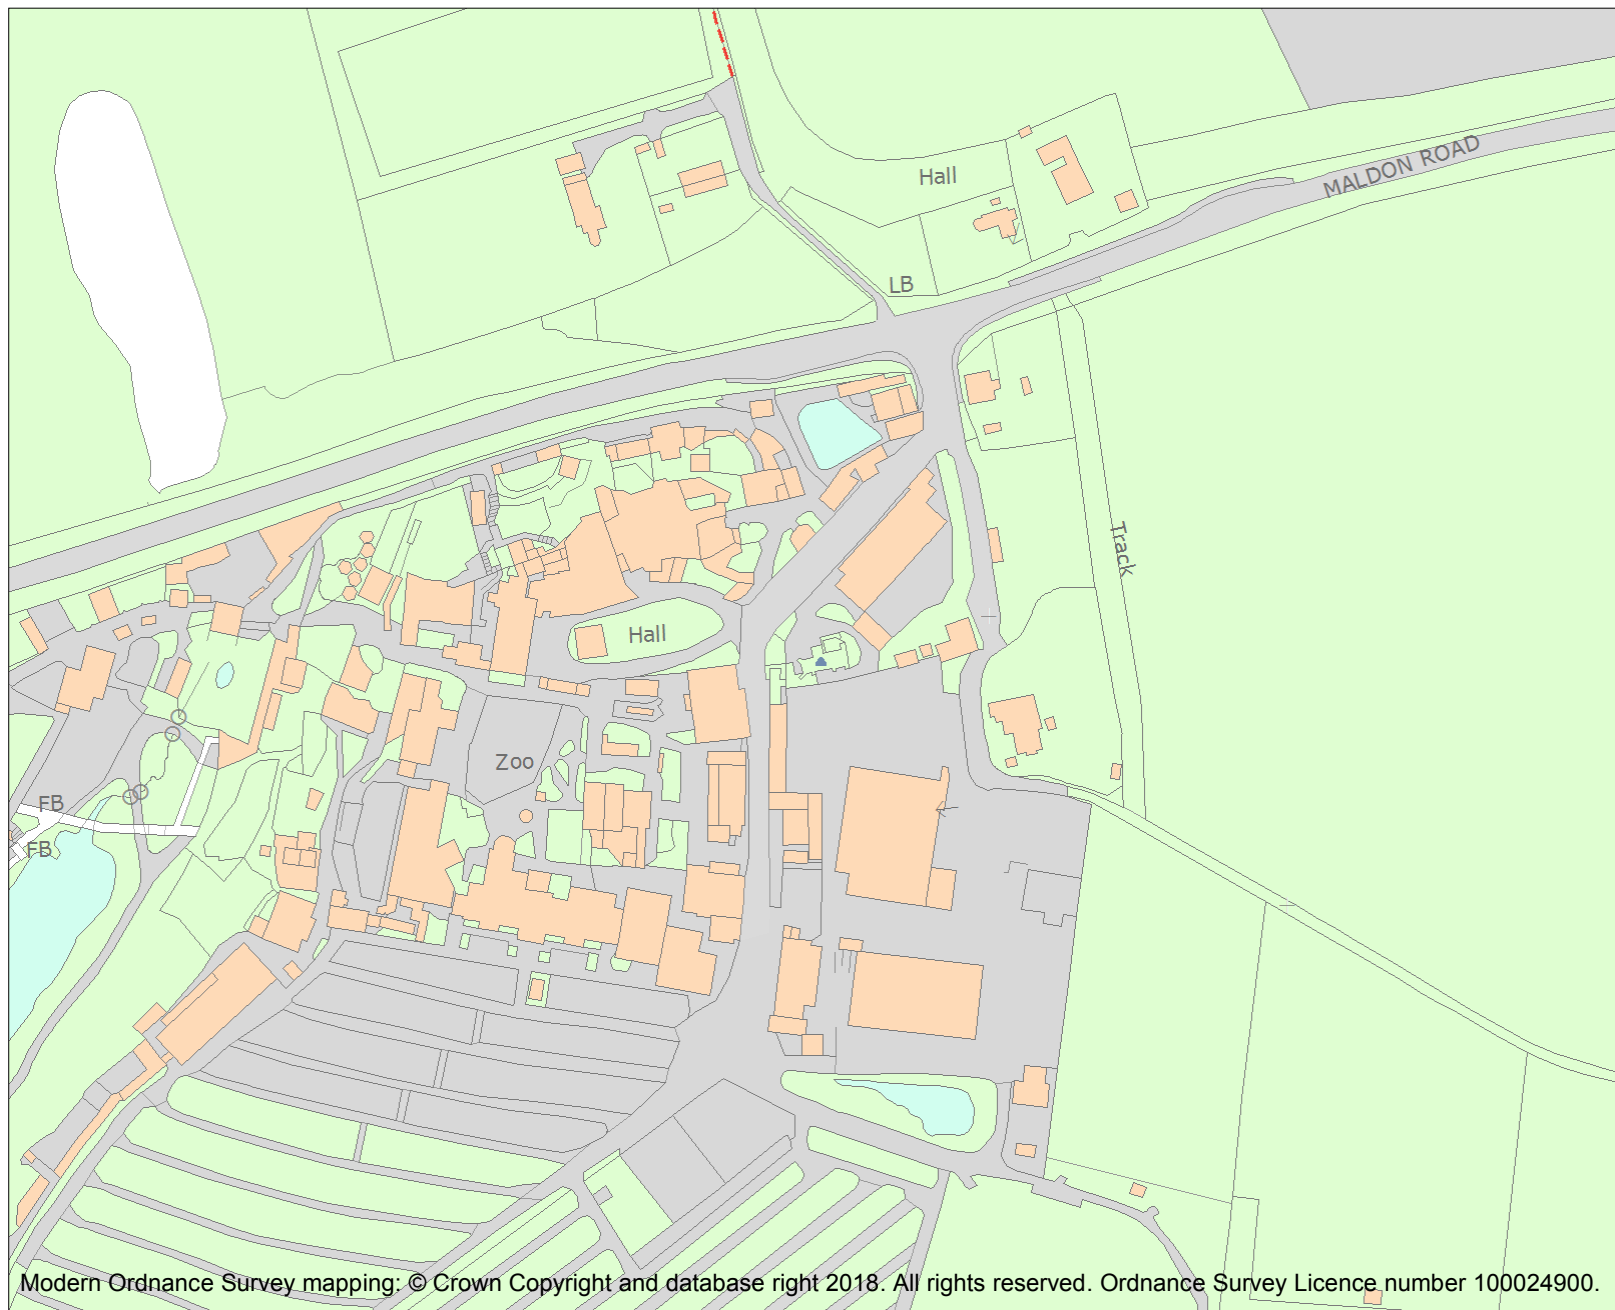 MALDON ROAD
Hall
LB
Track
Hall
Zoo
FB
FB
Modern Ordnance Survey mapping: © Crown Copyright and database right 2018. All rights reserved. Ordnance Survey Licence number 100024900.